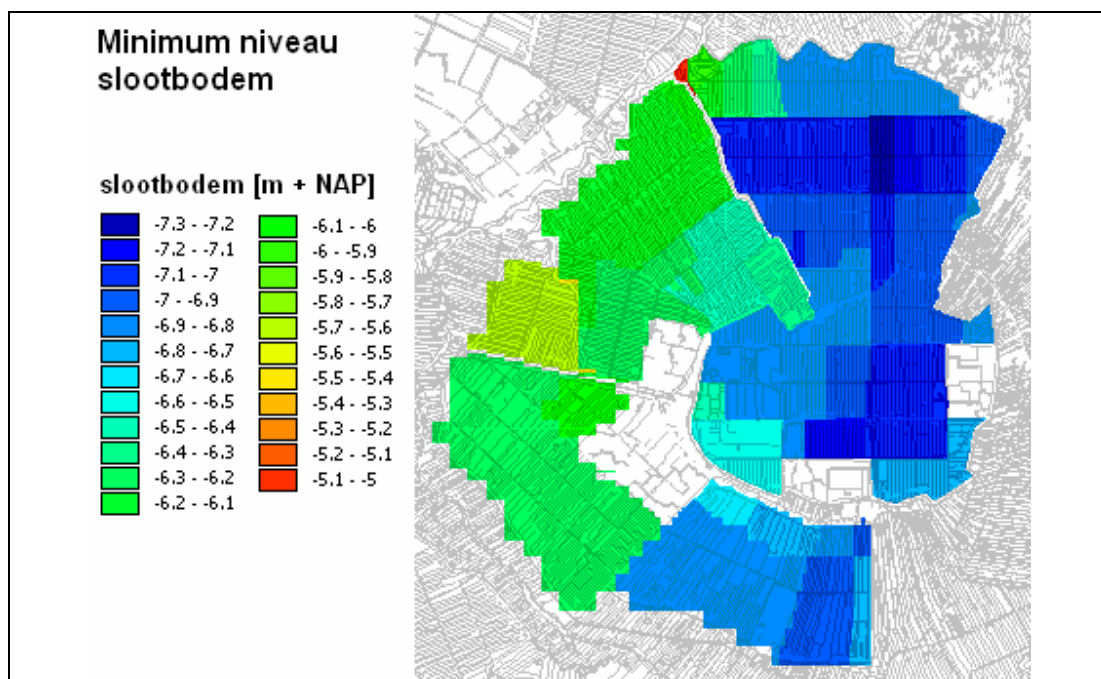 Minimum niveau
slootbodem
slootbodem [m + NAP]
-7.3 - -7.2
-7.2 - -7.1
-7.1 - -7
-7 - -6.9
-6.9 - -6.8
-6.8 - -6.7
-6.7 - -6.6
-6.6 - -6.5
-6.5 - -6.4
-6.4 - -6.3
-6.3 - -6.2
-6.2 - -6.1
-6.1 - -6
-6 - -5.9
-5.9 - -5.8
-5.8 - -5.7
-5.7 - -5.6
-5.6 - -5.5
-5.5 - -5.4
-5.4 - -5.3
-5.3 - -5.2
-5.2 - -5.1
-5.1 - -5